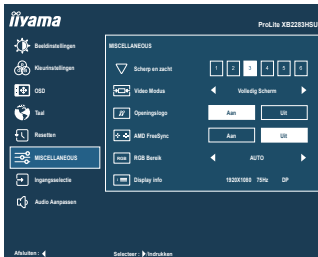 iiyama
ProLite XB2283HSU
Beeldinstellingen
Kleurinstellingen
OSD
Taal
Resetten
MISCELLANEOUS
Ingangsselectie
Audio Aanpassen
MISCELLANEOUS
Scherp en zacht 1 2 3 4 5 6
Video Modus Volledig Scherm
Openingslogo Aan Uit
AMD FreeSync Aan Uit
RGB RGB Bereik AUTO
Display info 1920X1080 75Hz DP
Afsluiten : Selecteer : /Indrukken